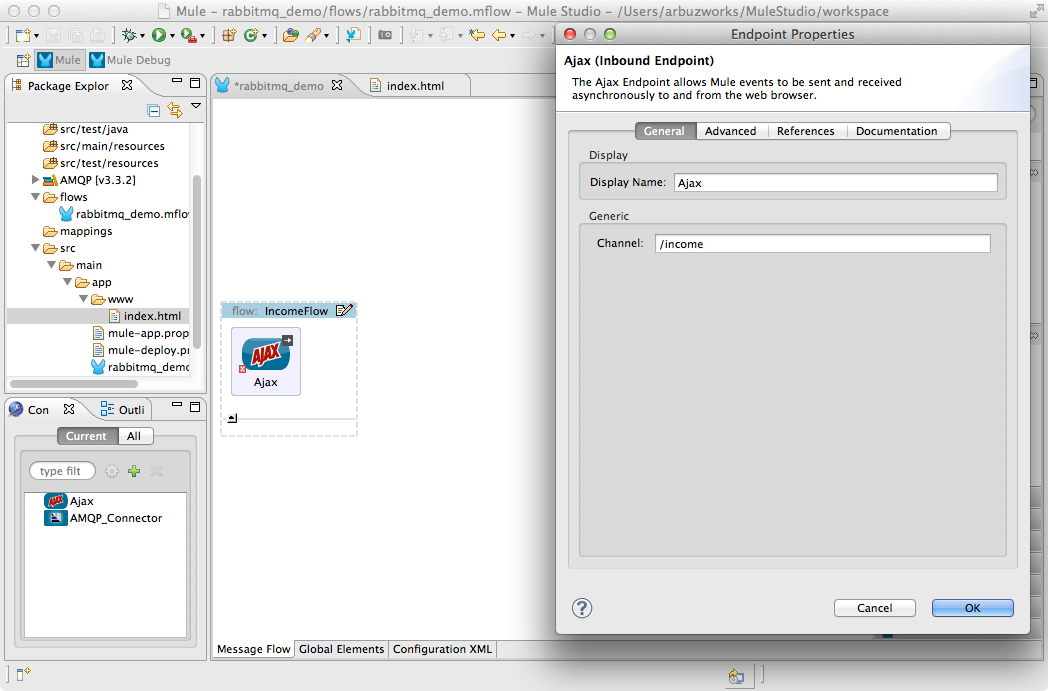 Mule – rabbitmq_demo/flows/rabbitmq_demo.mflow – Mule Studio – /Users/arbuzworks/MuleStudio/workspace
Mule
Mule Debug
Package Explor
src/test/java
src/main/resources
src/test/resources
AMQP [v3.3.2]
flows
rabbitmq_demo.mflo
mappings
src
main
app
www
index.html
mule-app.prop
mule-deploy.pr
rabbitmq_demo
Con
Outli
Current
All
type filt
Ajax
AMQP_Connector
*rabbitmq_demo
index.html
flow: IncomeFlow
AJAX
Ajax
Message Flow
Global Elements
Configuration XML
Endpoint Properties
Ajax (Inbound Endpoint)
The Ajax Endpoint allows Mule events to be sent and received
asynchronously to and from the web browser.
General
Advanced
References
Documentation
Display
Display Name: Ajax
Generic
Channel: /income
?
Cancel
OK